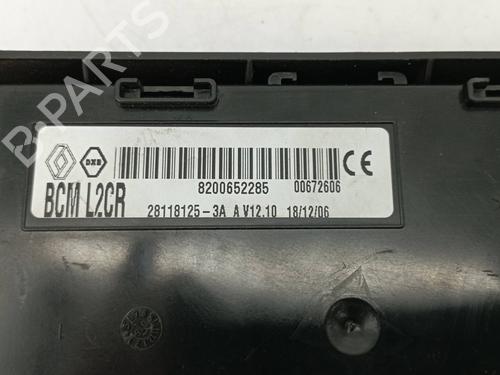 B-PARTS
8200652285 00672606 CE
BCM L2CR
28118125-3A A V12.10 18/12/06